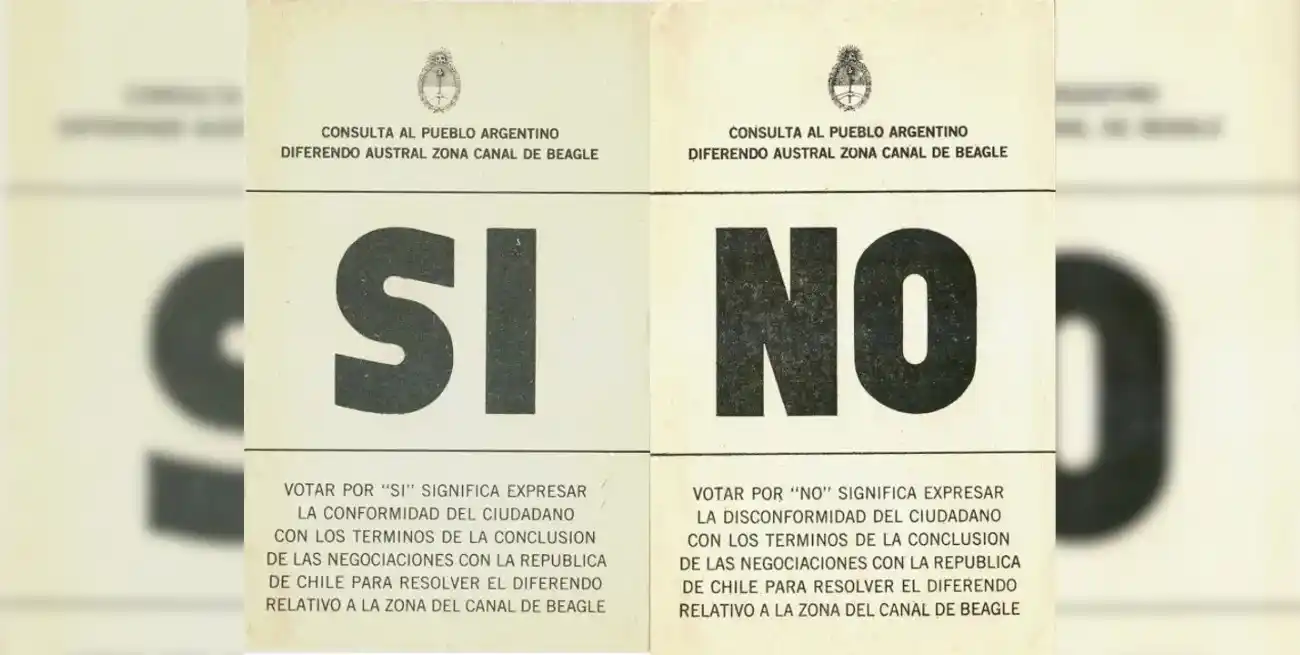 CONSULTA AL PUEBLO ARGENTINO
DIFERENDO AUSTRAL ZONA CANAL DE BEAGLE
SI
VOTAR POR “SI” SIGNIFICA EXPRESAR
LA CONFORMIDAD DEL CIUDADANO
CON LOS TERMINOS DE LA CONCLUSION
DE LAS NEGOCIACIONES CON LA REPUBLICA
DE CHILE PARA RESOLVER EL DIFERENDO
RELATIVO A LA ZONA DEL CANAL DE BEAGLE
CONSULTA AL PUEBLO ARGENTINO
DIFERENDO AUSTRAL ZONA CANAL DE BEAGLE
NO
VOTAR POR “NO” SIGNIFICA EXPRESAR
LA DISCONFORMIDAD DEL CIUDADANO
CON LOS TERMINOS DE LA CONCLUSION
DE LAS NEGOCIACIONES CON LA REPUBLICA
DE CHILE PARA RESOLVER EL DIFERENDO
RELATIVO A LA ZONA DEL CANAL DE BEAGLE